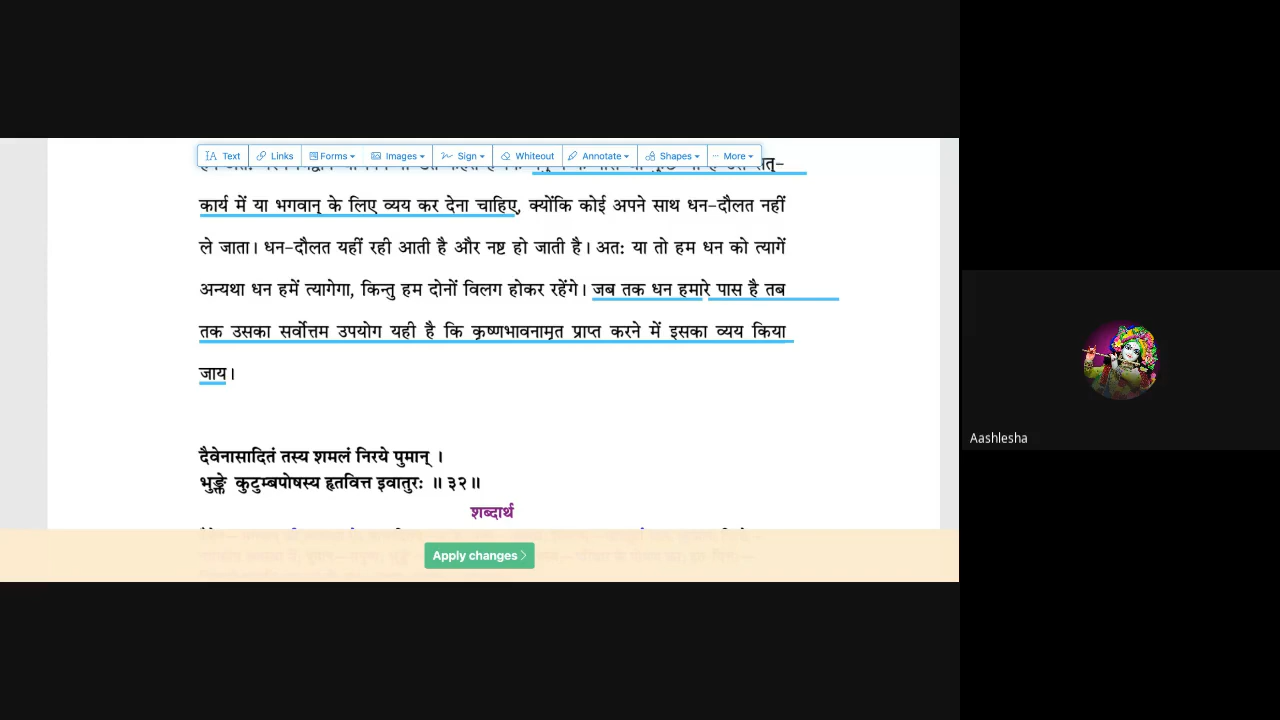 Text Links Forms Images Sign Whiteout Annotate Shapes More
सत्-
कार्य में या भगवान् के लिए व्यय कर देना चाहिए, क्योंकि कोई अपने साथ धन-दौलत नहीं
ले जाता। धन-दौलत यहीं रही आती है और नष्ट हो जाती है। अतः या तो हम धन को त्यागें
अन्यथा धन हमें त्यागेगा, किन्तु हम दोनों विलग होकर रहेंगे। जब तक धन हमारे पास है तब
तक उसका सर्वोत्तम उपयोग यही है कि कृष्णभावनामृत प्राप्त करने में इसका व्यय किया
जाय।
दैवेनासादितं तस्य शमलं निरये पुमान् ।
भुङ्क्ते कुटुम्बपोषस्य हृतवित्त इवातुरः ॥ ३२॥
शब्दार्थ
Apply changes
Aashlesha